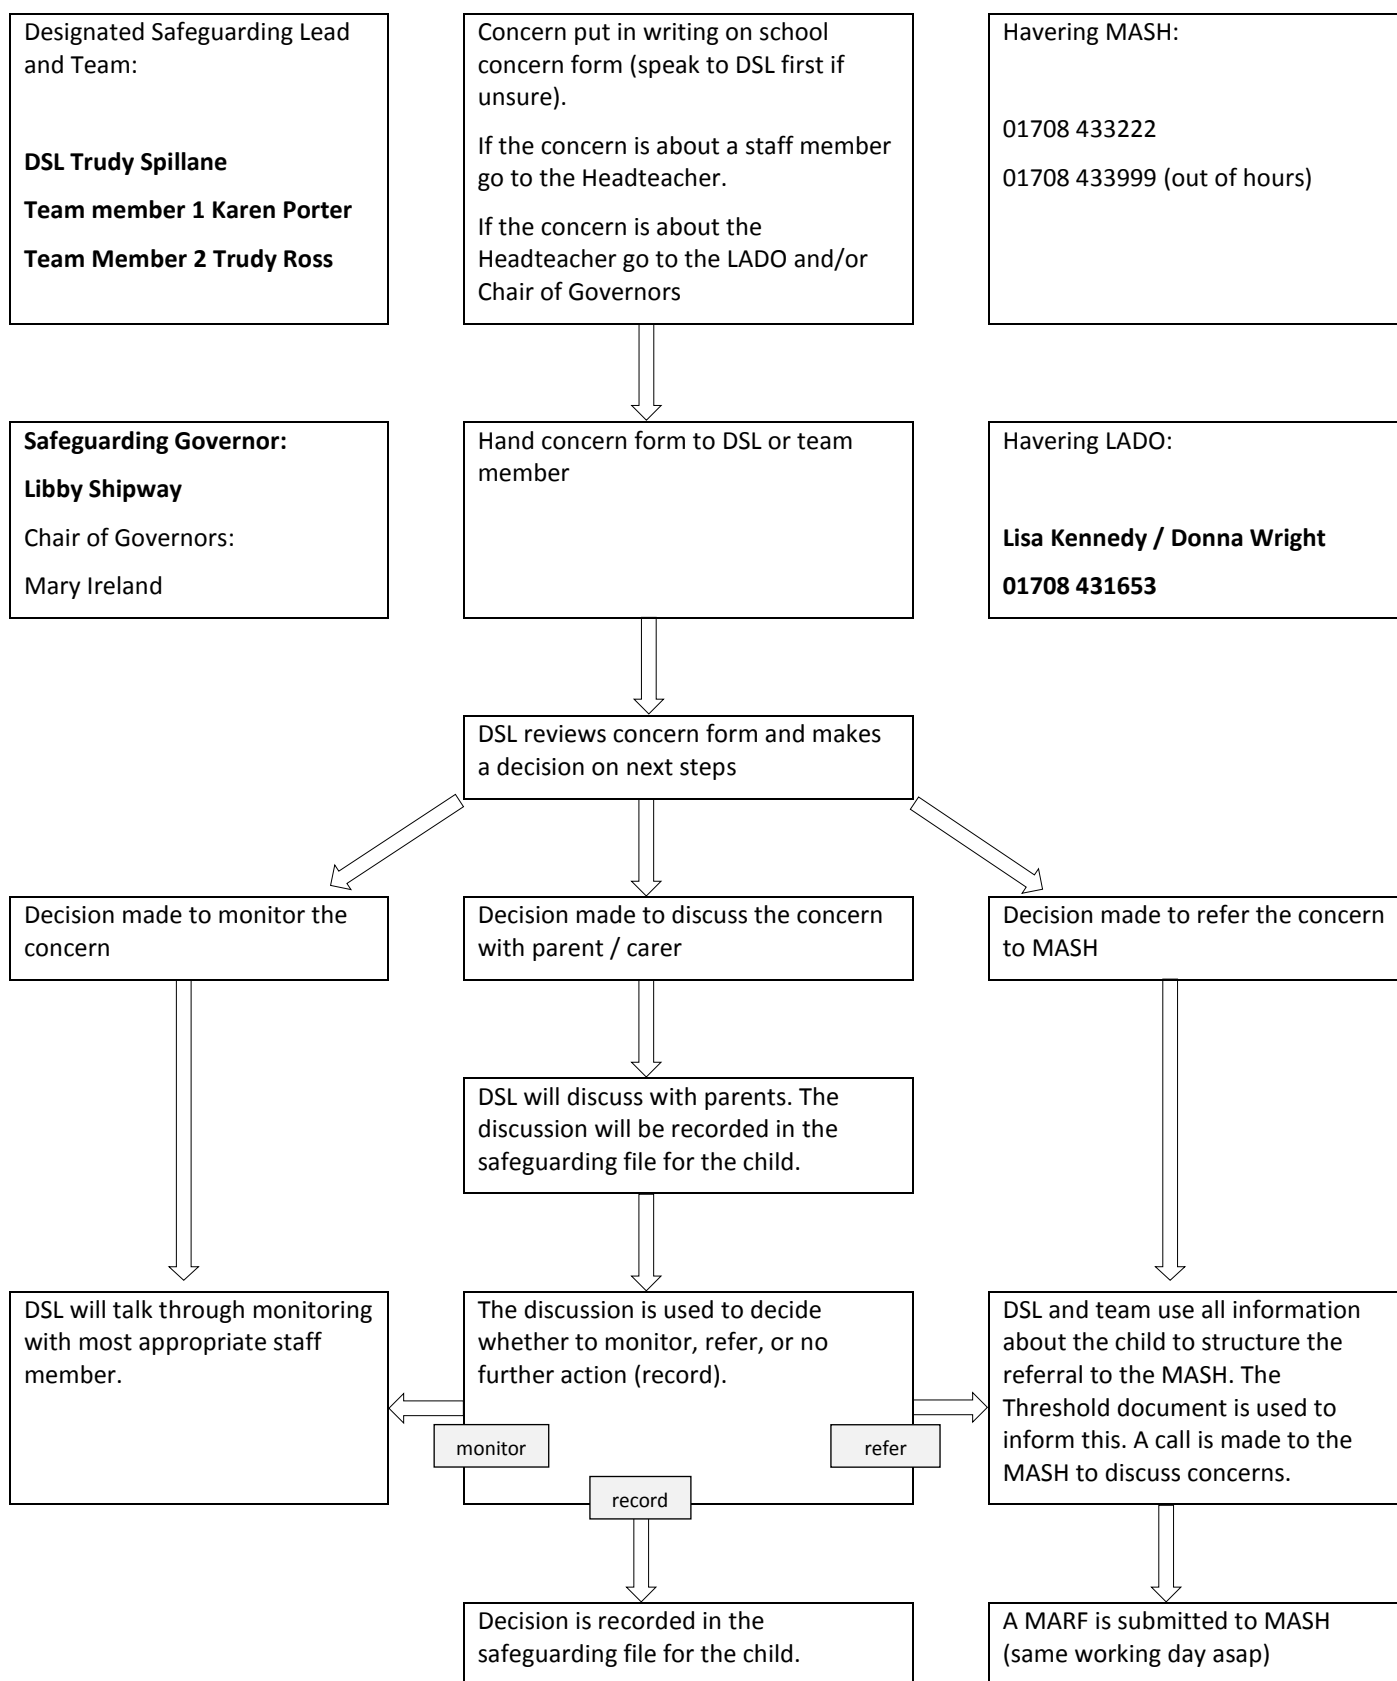 Designated Safeguarding Lead
and Team:
DSL Trudy Spillane
Team member 1 Karen Porter
Team Member 2 Trudy Ross
Concern put in writing on school
concern form (speak to DSL first if
unsure).
If the concern is about a staff member
go to the Headteacher.
If the concern is about the
Headteacher go to the LADO and/or
Chair of Governors
Havering MASH:
01708 433222
01708 433999 (out of hours)
Safeguarding Governor:
Libby Shipway
Chair of Governors:
Mary Ireland
Hand concern form to DSL or team
member
Havering LADO:
Lisa Kennedy / Donna Wright
01708 431653
DSL reviews concern form and makes
a decision on next steps
Decision made to monitor the
concern
Decision made to discuss the concern
with parent / carer
Decision made to refer the concern
to MASH
DSL will discuss with parents. The
discussion will be recorded in the
safeguarding file for the child.
DSL will talk through monitoring
with most appropriate staff
member.
The discussion is used to decide
whether to monitor, refer, or no
further action (record).
monitor
refer
record
DSL and team use all information
about the child to structure the
referral to the MASH. The
Threshold document is used to
inform this. A call is made to the
MASH to discuss concerns.
Decision is recorded in the
safeguarding file for the child.
A MARF is submitted to MASH
(same working day asap)